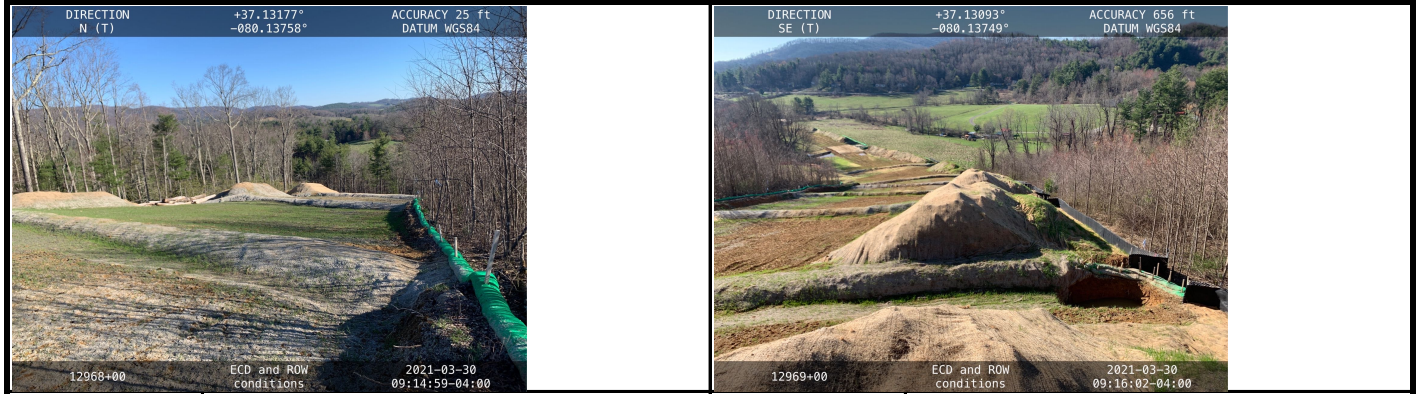 DIRECTION
N (T)
+37.13177°
-080.13758°
ACCURACY 25 ft
DATUM WGS84
12968+00
ECD and ROW
conditions
2021-03-30
09:14:59-04:00
DIRECTION
SE (T)
+37.13093°
-080.13749°
ACCURACY 656 ft
DATUM WGS84
12969+00
ECD and ROW
conditions
2021-03-30
09:16:02-04:00